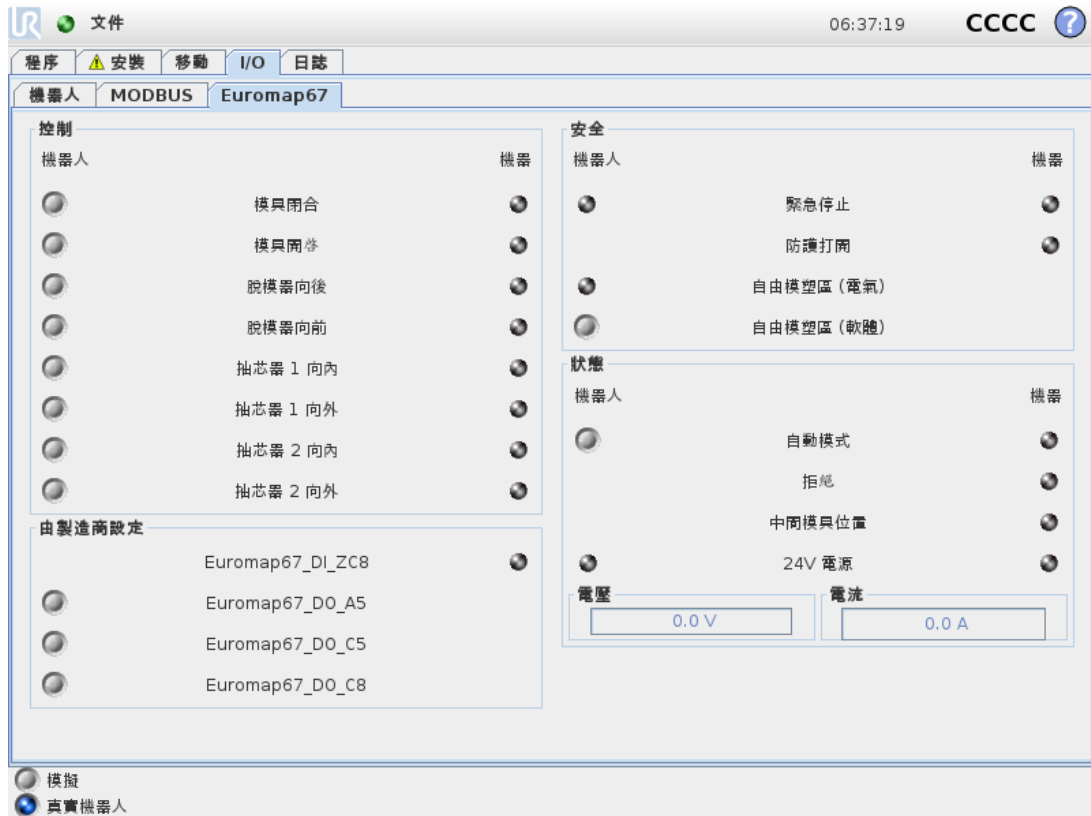 UR 文件 06:37:19 CCCC ?
程序 安裝 移動 I/O 日誌
機器人 MODBUS Euromap67
控制
機器人 機器
模具閉合
模具開啓
脫模器向後
脫模器向前
抽芯器 1 向內
抽芯器 1 向外
抽芯器 2 向內
抽芯器 2 向外
由製造商設定
Euromap67_DI_ZC8
Euromap67_DO_A5
Euromap67_DO_C5
Euromap67_DO_C8
安全
機器人 機器
緊急停止
防護打開
自由模塑區 (電氣)
自由模塑區 (軟體)
狀態
機器人 機器
自動模式
拒絕
中間模具位置
24V 電源
電壓 電流
0.0 V 0.0 A
模擬
真實機器人